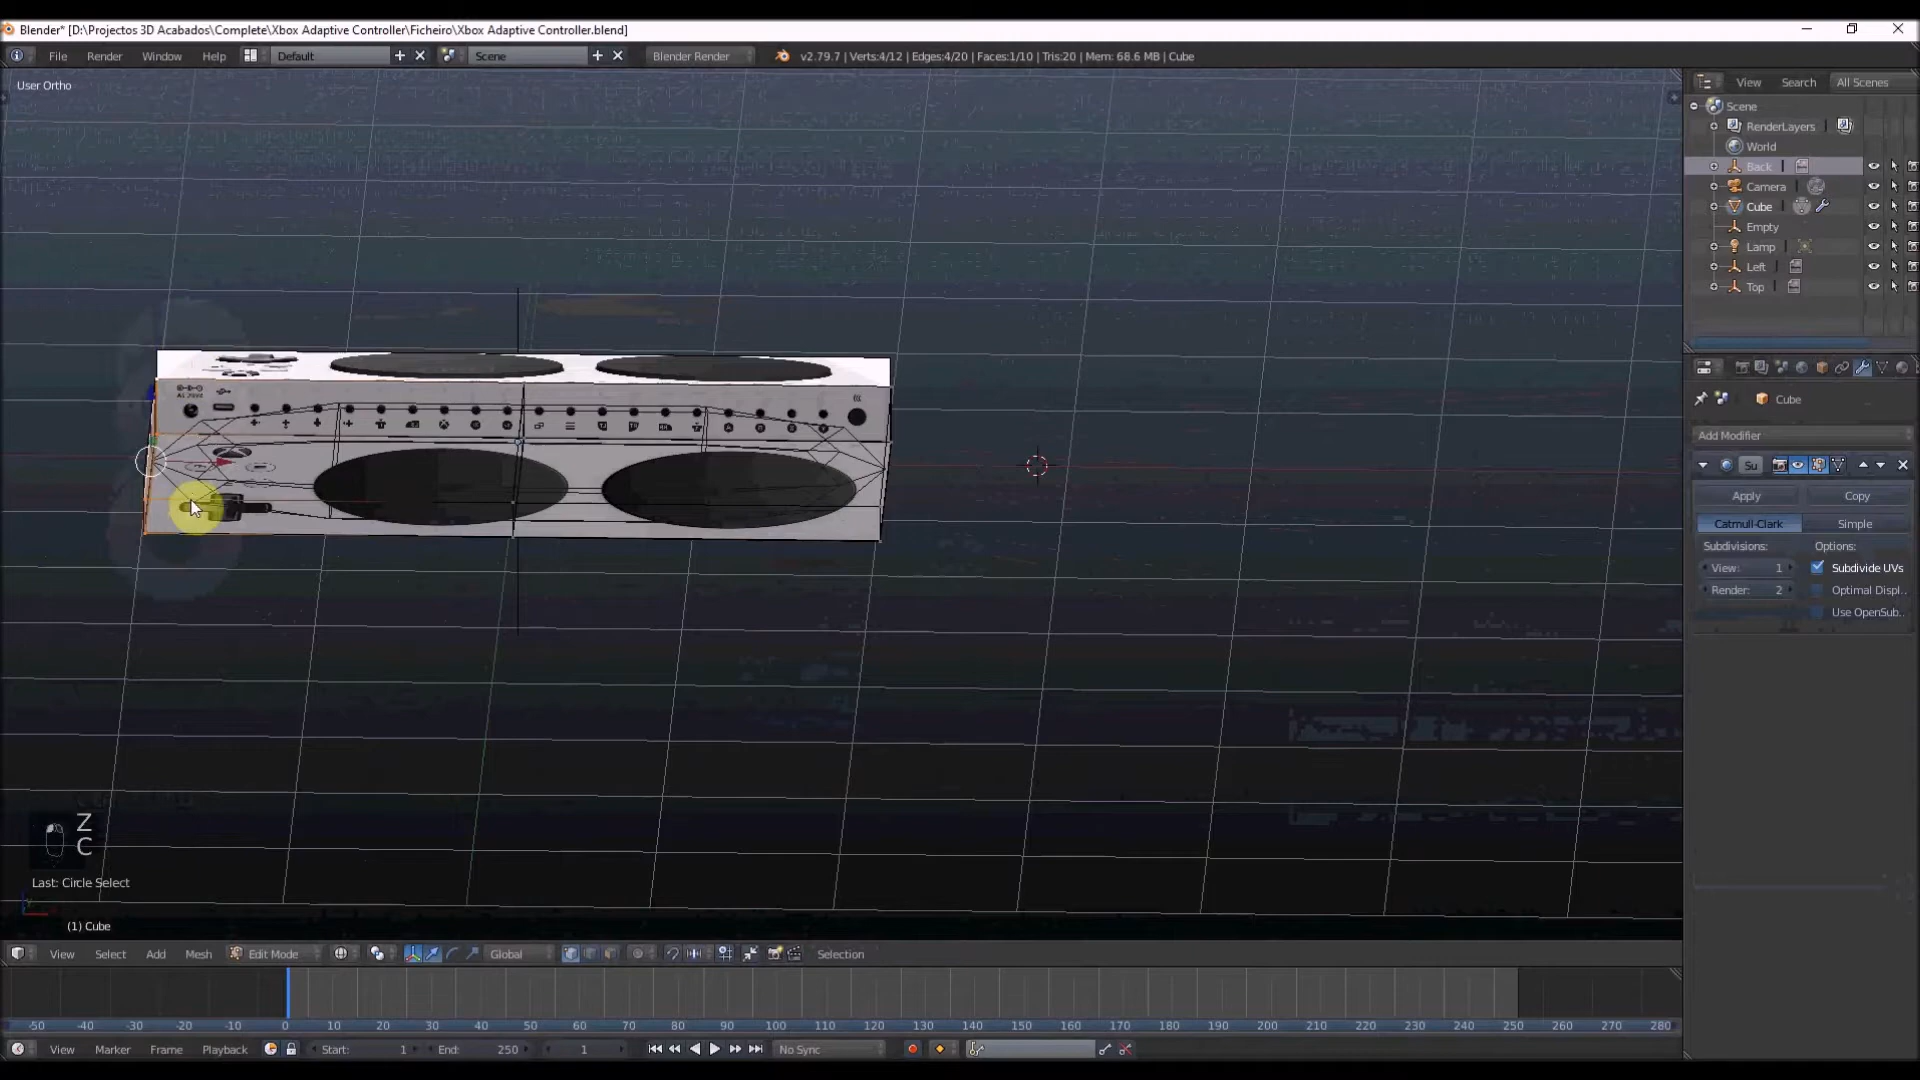 Blender* [D:\Projectos 3D Acabados\Complete\Xbox Adaptive Controller\Ficheiro\Xbox Adaptive Controller.blend]
File Render Window Help Default Scene Blender Render v2.79.7 | Verts:4/12 | Edges:4/20 | Faces:1/10 | Tris:20 | Mem: 68.6 MB | Cube
User Ortho
View Search All Scenes
Scene
RenderLayers
World
Back
Camera
Cube
Empty
Lamp
Left
Top
Cube
Add Modifier
Su
Apply Copy
Catmull-Clark Simple
Subdivisions: Options:
View: 1 Subdivide UVs
Render: 2 Optimal Displ..
Use OpenSub..
Z
C
Last: Circle Select
(1) Cube
View Select Add Mesh Edit Mode Global Selection
-50 -40 -30 -20 -10 0 10 20 30 40 50 60 70 80 90 100 110 120 130 140 150 160 170 180 190 200 210 220 230 240 250 260 270 280
View Marker Frame Playback Start: 1 End: 250 1 No Sync